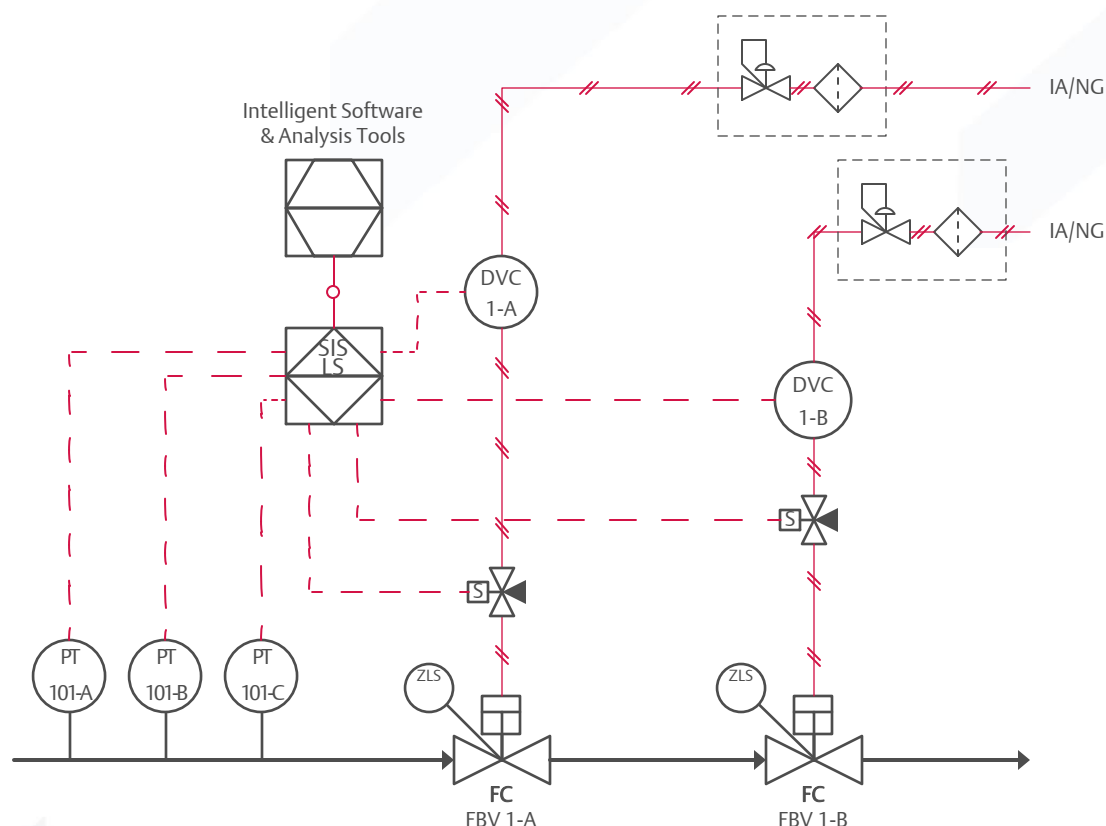 IA/NG
Intelligent Software
& Analysis Tools
IA/NG
DVC
1-A
SIS
LS
DVC
1-B
S
S
PT
101-A
PT
101-B
PT
101-C
ZLS
ZLS
FC
FBV 1-A
FC
FBV 1-B